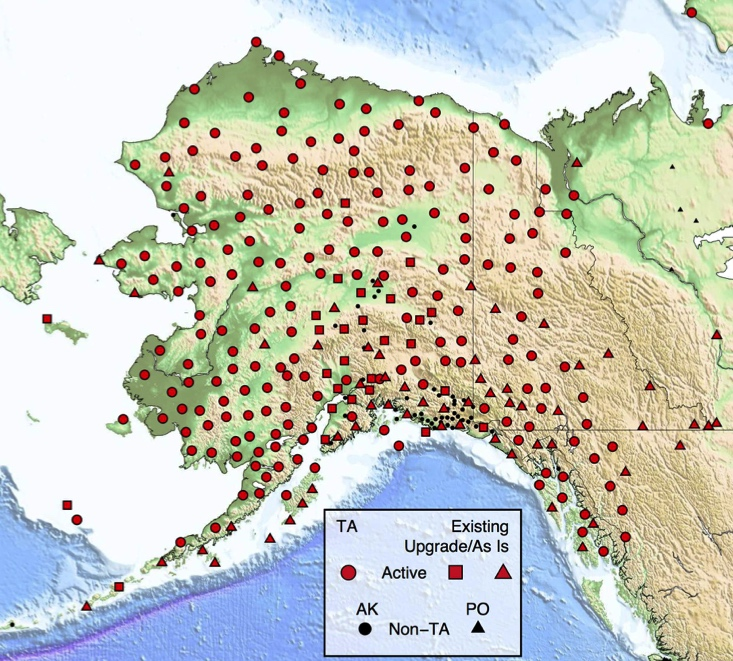 TA Existing
Upgrade/As Is
Active
AK PO
Non–TA